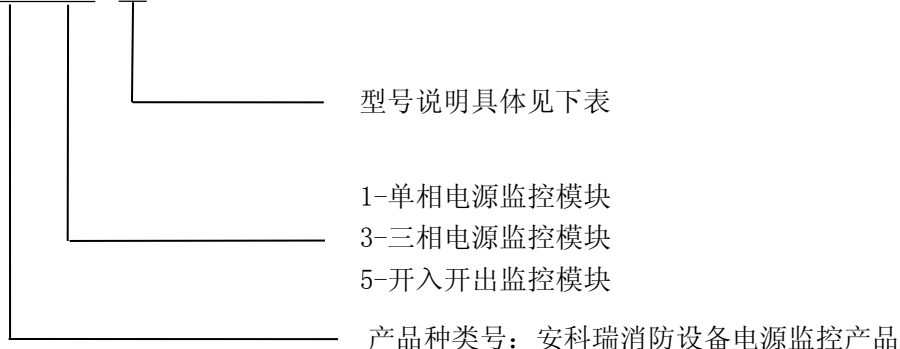 型号说明具体见下表
1-单相电源监控模块
3-三相电源监控模块
5-开入开出监控模块
产品种类号：安科瑞消防设备电源监控产品